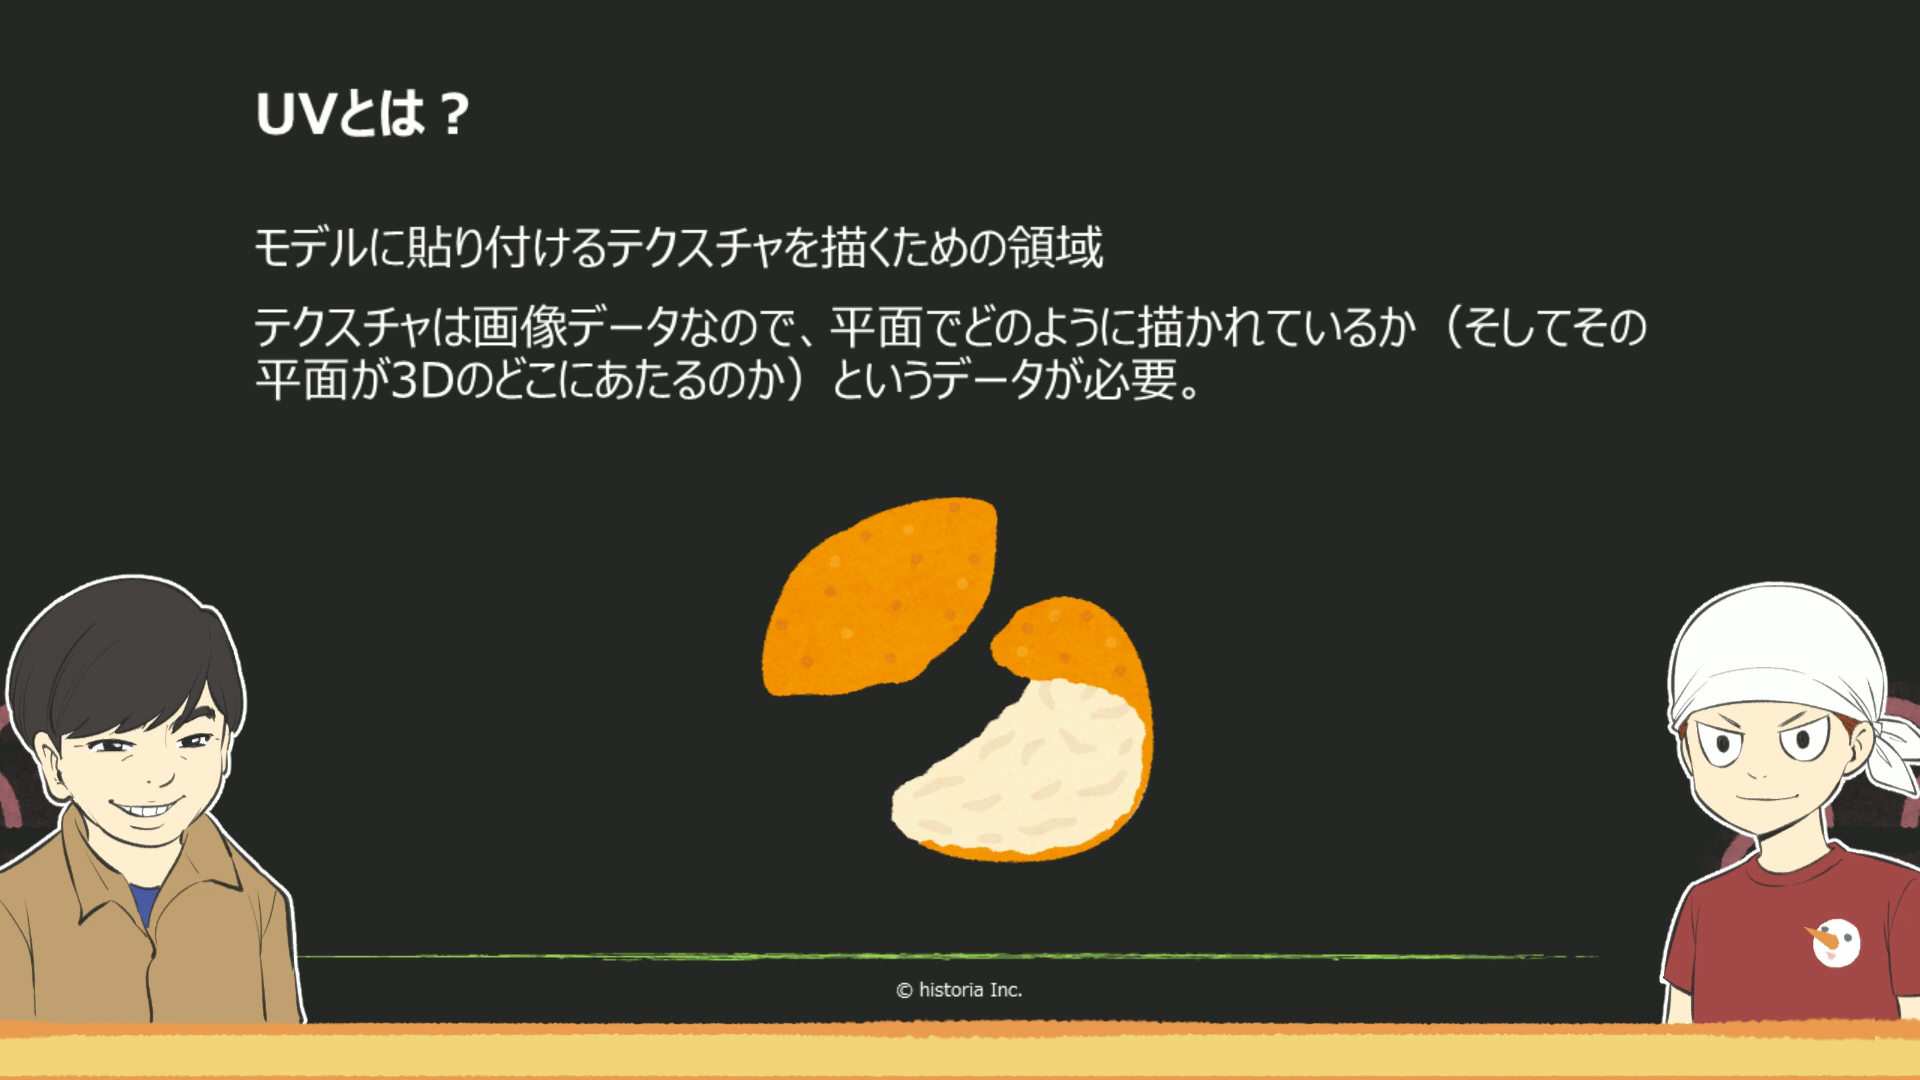 UVとは？
モデルに貼り付けるテクスチャを描くための領域
テクスチャは画像データなので、平面でどのように描かれているか（そしてその
平面が3Dのどこにあたるのか）というデータが必要。
© historia Inc.